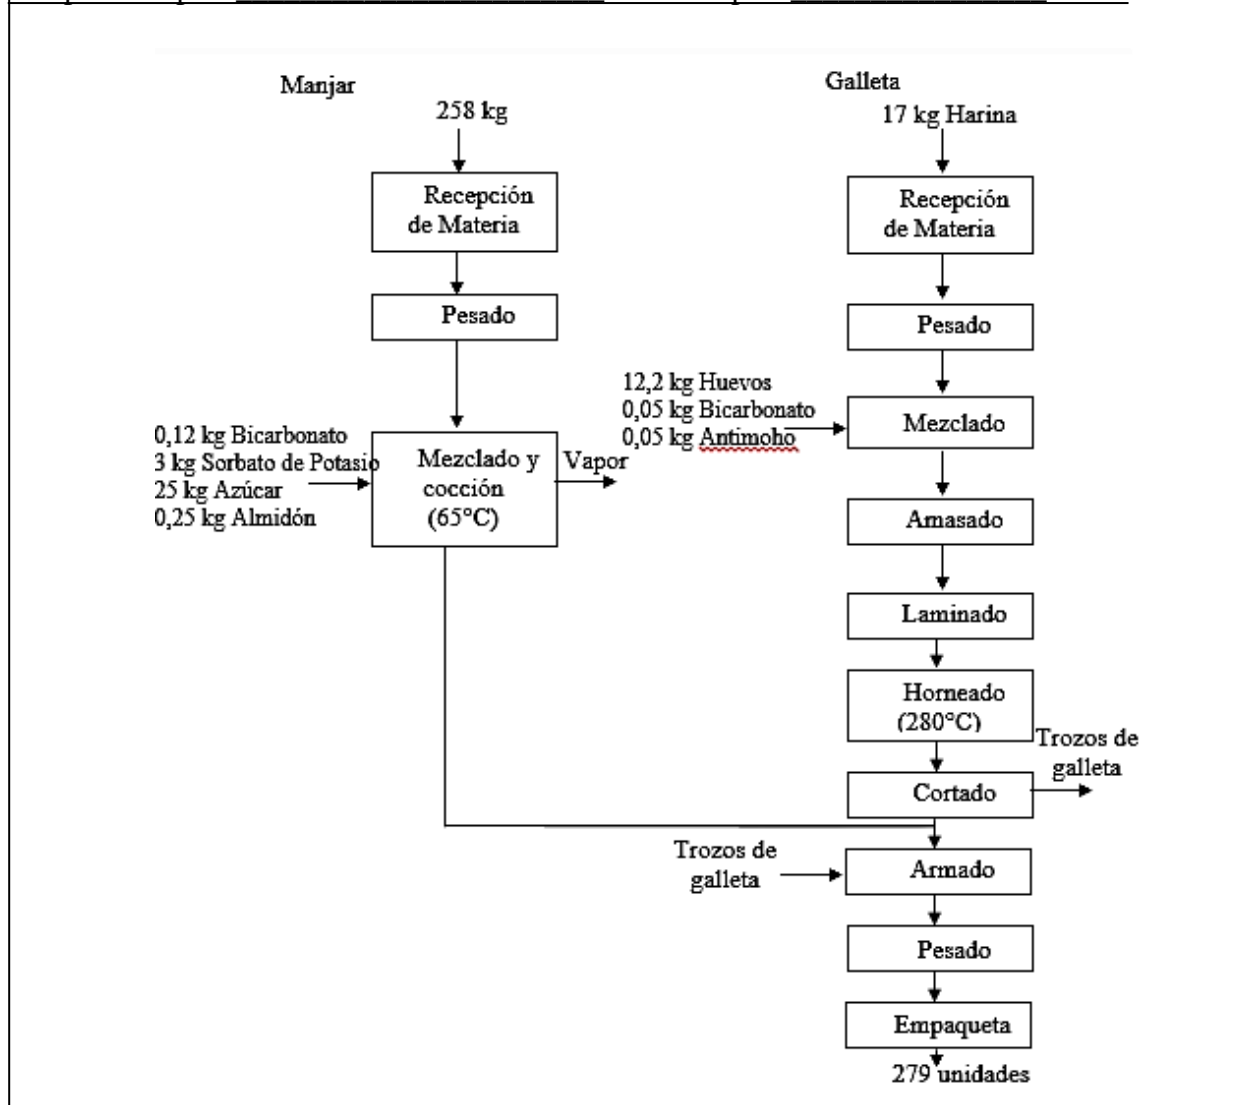 Manjar
258 kg
Recepción
de Materia
Pesado
0,12 kg Bicarbonato
3 kg Sorbato de Potasio
25 kg Azúcar
0,25 kg Almidón
Mezclado y
cocción
(65°C)
Vapor
Galleta
17 kg Harina
Recepción
de Materia
Pesado
12,2 kg Huevos
0,05 kg Bicarbonato
0,05 kg Antimoho
Mezclado
Amasado
Laminado
Horneado
(280°C)
Trozos de
galleta
Cortado
Trozos de
galleta
Armado
Pesado
Empaqueta
279 unidades